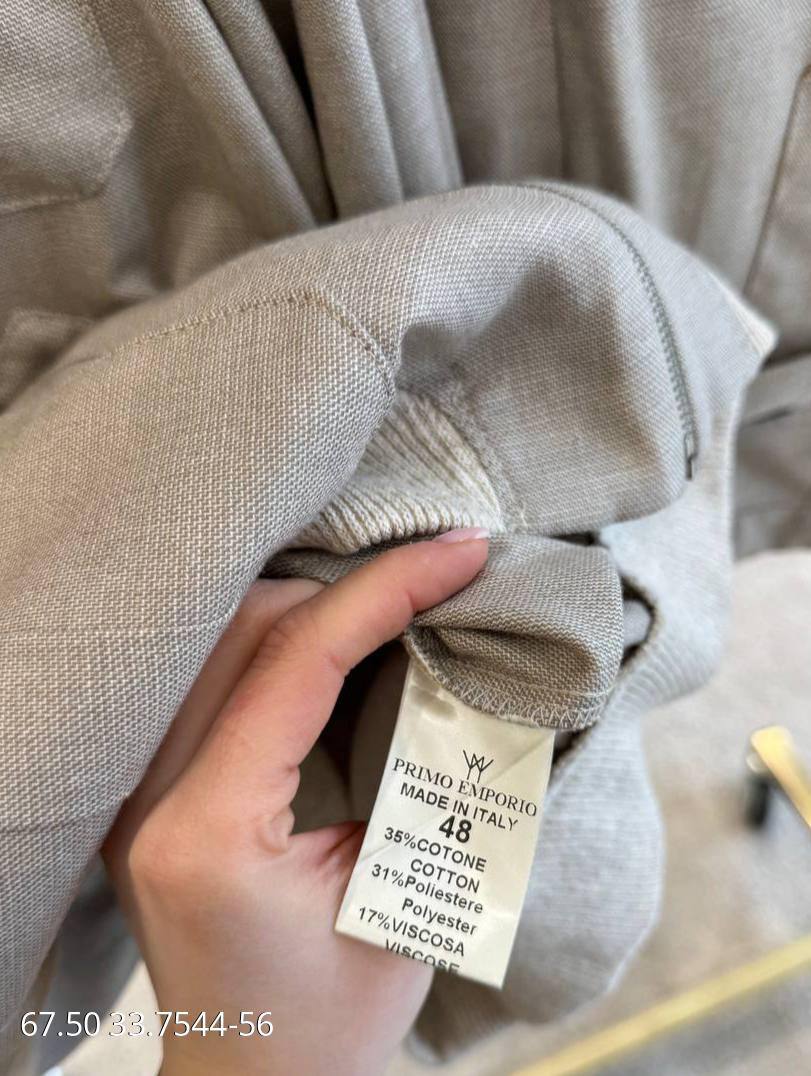 PRIMO EMPORIO
MADE IN ITALY
48
35%COTONE
COTTON
31%Poliestere
Polyester
17%VISCOSA
VISCOSE
67.50 33.7544-56